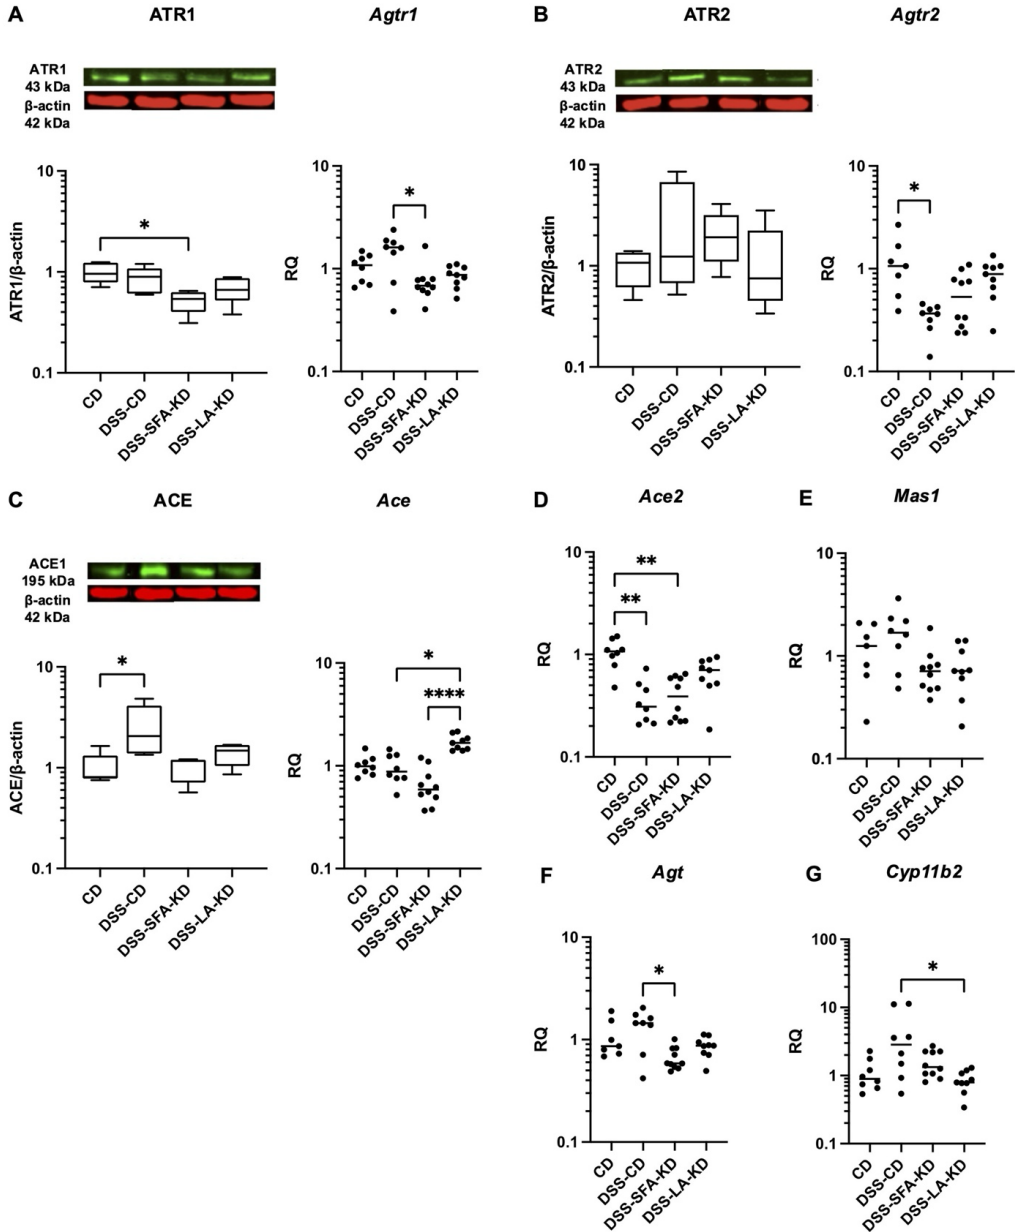 A
ATR1
Agtr1
ATR1
43 kDa
β-actin
42 kDa
ATR1/β-actin
10
1
0.1
*
CD
DSS-CD
DSS-SFA-KD
DSS-LA-KD
RQ
10
1
0.1
*
CD
DSS-CD
DSS-SFA-KD
DSS-LA-KD
B
ATR2
Agtr2
ATR2
43 kDa
β-actin
42 kDa
ATR2/β-actin
10
1
0.1
CD
DSS-CD
DSS-SFA-KD
DSS-LA-KD
RQ
10
1
0.1
*
CD
DSS-CD
DSS-SFA-KD
DSS-LA-KD
C
ACE
Ace
ACE1
195 kDa
β-actin
42 kDa
ACE/β-actin
10
1
0.1
*
CD
DSS-CD
DSS-SFA-KD
DSS-LA-KD
RQ
10
1
0.1
*
****
CD
DSS-CD
DSS-SFA-KD
DSS-LA-KD
D
Ace2
RQ
10
1
0.1
**
**
CD
DSS-CD
DSS-SFA-KD
DSS-LA-KD
E
Mas1
RQ
10
1
0.1
CD
DSS-CD
DSS-SFA-KD
DSS-LA-KD
F
Agt
RQ
10
1
0.1
*
CD
DSS-CD
DSS-SFA-KD
DSS-LA-KD
G
Cyp11b2
RQ
100
10
1
0.1
*
CD
DSS-CD
DSS-SFA-KD
DSS-LA-KD